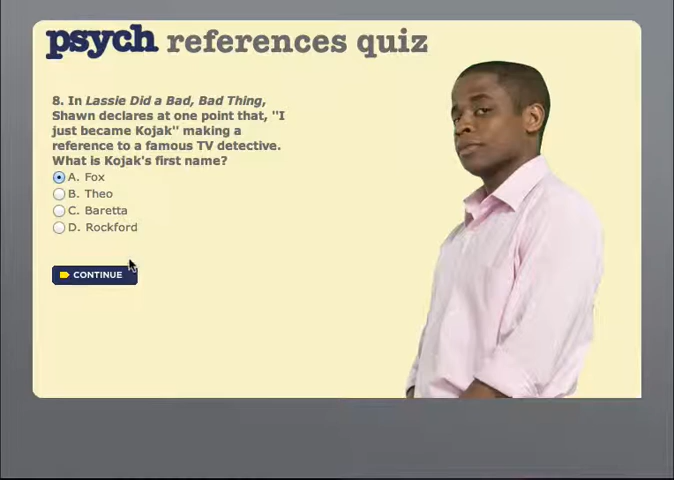 psych references quiz
8. In Lassie Did a Bad, Bad Thing,
Shawn declares at one point that, "I
just became Kojak" making a
reference to a famous TV detective.
What is Kojak's first name?
A. Fox
B. Theo
C. Baretta
D. Rockford
CONTINUE